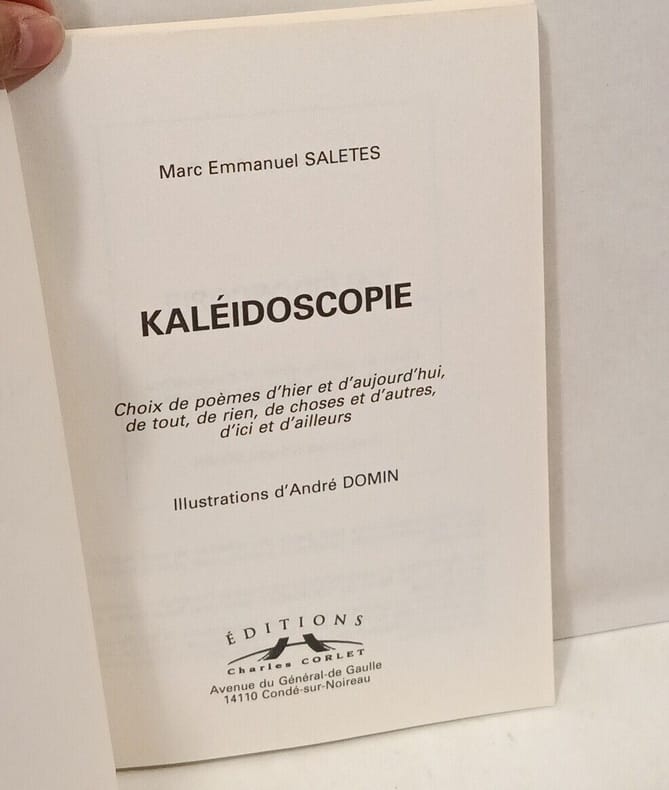 Marc Emmanuel SALETES
KALÉIDOSCOPIE
Choix de poèmes d'hier et d'aujourd'hui,
de tout, de rien, de choses et d'autres,
d'ici et d'ailleurs
Illustrations d'André DOMIN
ÉDITIONS
Charles CORLET
Avenue du Général-de Gaulle
14110 Condé-sur-Noireau